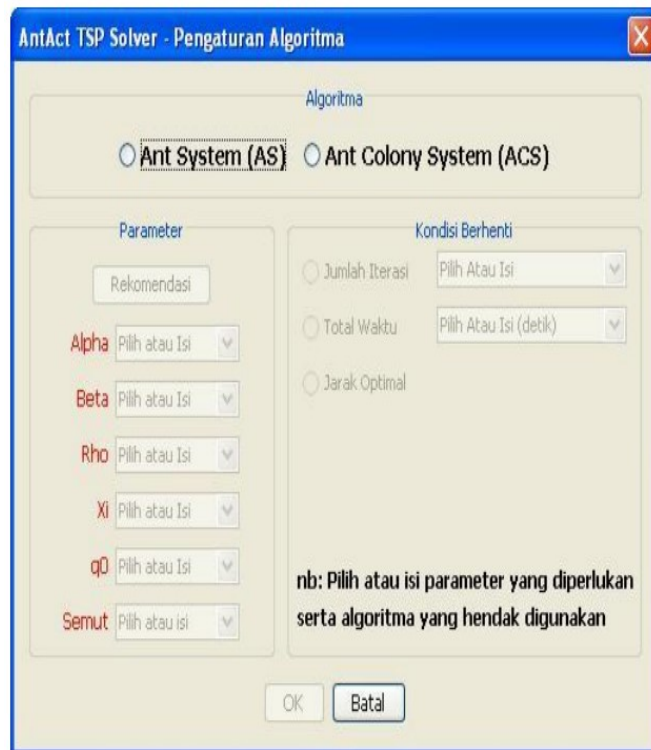 AntAct TSP Solver - Pengaturan Algoritma
Algoritma
Ant System (AS) Ant Colony System (ACS)
Parameter
Rekomendasi
Alpha Pilih atau Isi
Beta Pilih atau Isi
Rho Pilih atau Isi
Xi Pilih atau Isi
q0 Pilih atau Isi
Semut Pilih atau isi
Kondisi Berhenti
Jumlah Iterasi Pilih Atau Isi
Total Waktu Pilih Atau Isi (detik)
Jarak Optimal
nb: Pilih atau isi parameter yang diperlukan
serta algoritma yang hendak digunakan
OK Batal